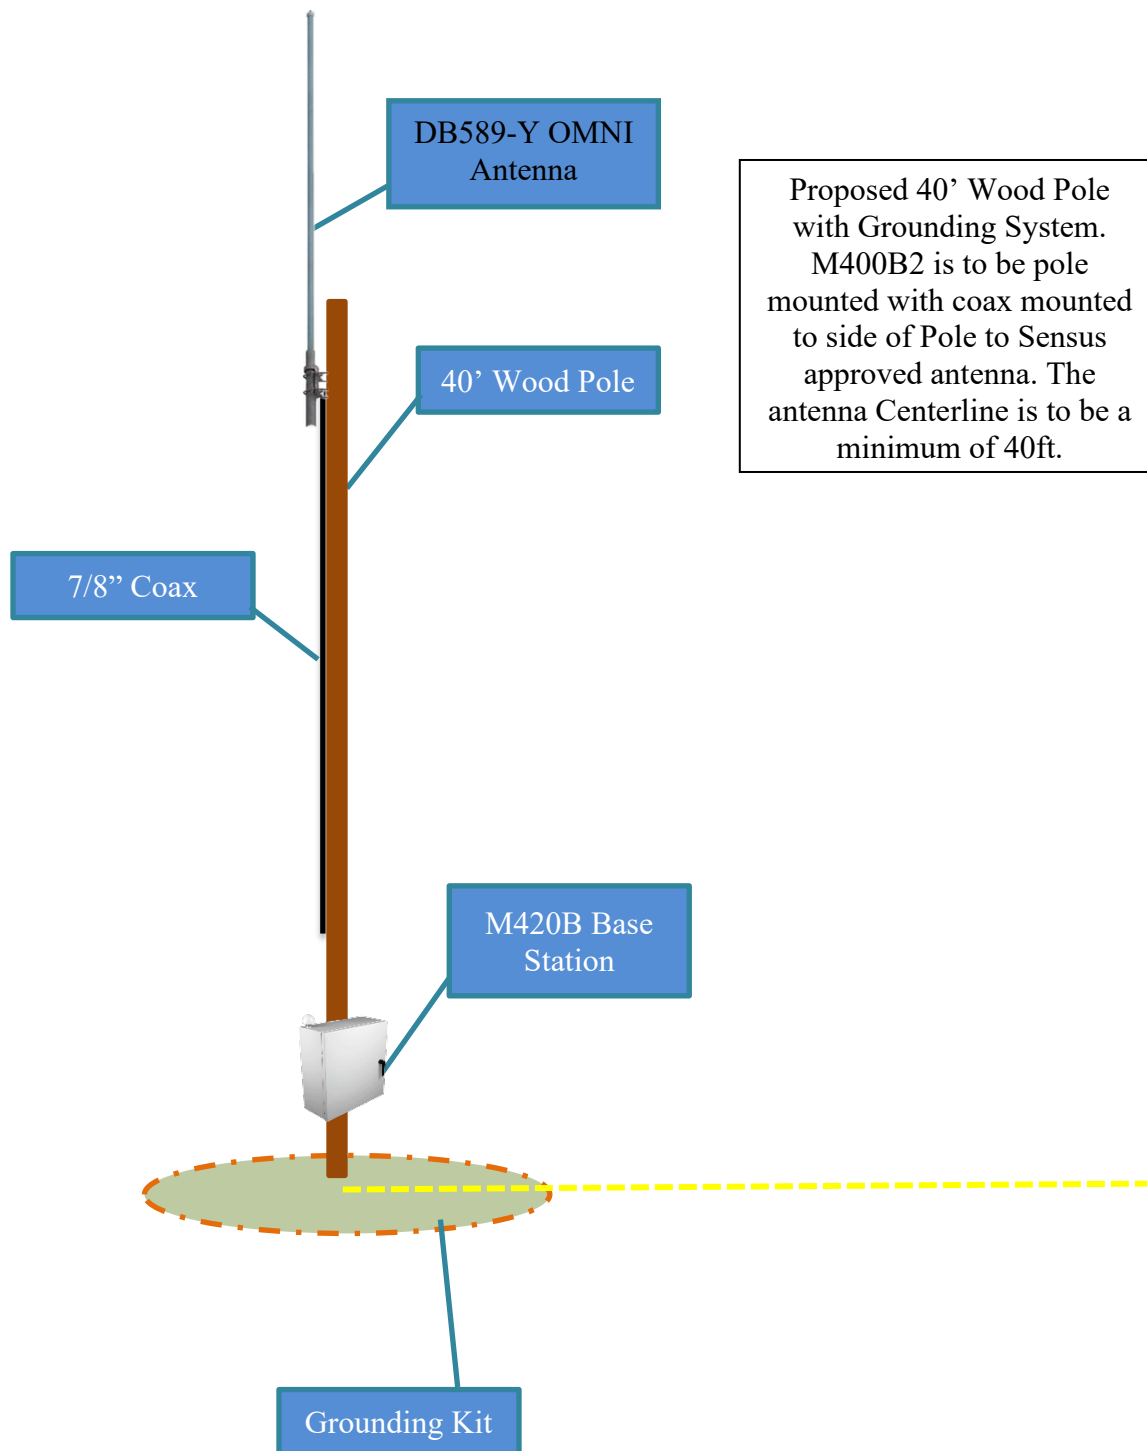 DB589-Y OMNI
Antenna
Proposed 40’ Wood Pole
with Grounding System.
M400B2 is to be pole
mounted with coax mounted
to side of Pole to Sensus
approved antenna. The
antenna Centerline is to be a
minimum of 40ft.
40’ Wood Pole
7/8” Coax
M420B Base
Station
Grounding Kit